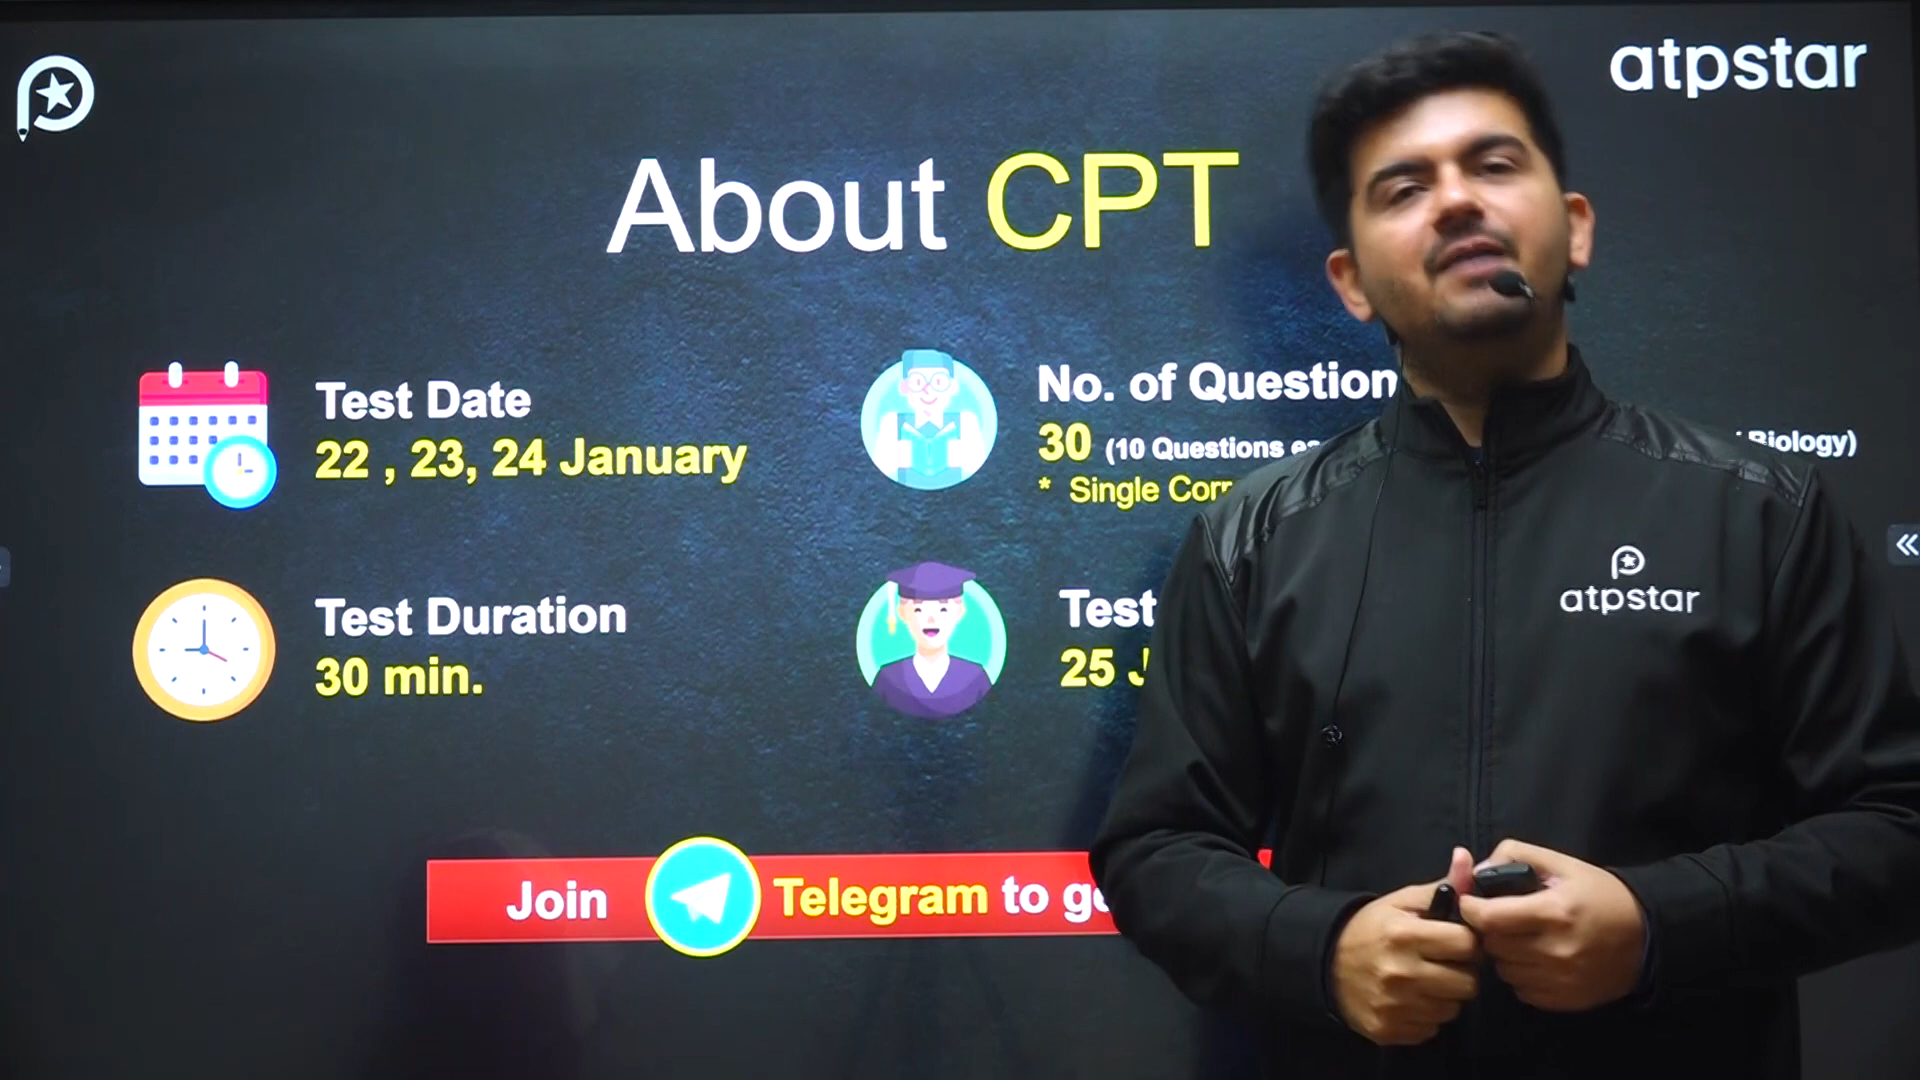 atpstar
About CPT
Test Date
22 , 23, 24 January
No. of Question
30 (10 Questions
Biology)
* Single
Test Duration
30 min.
Test
25
Join Telegram to
atpstar